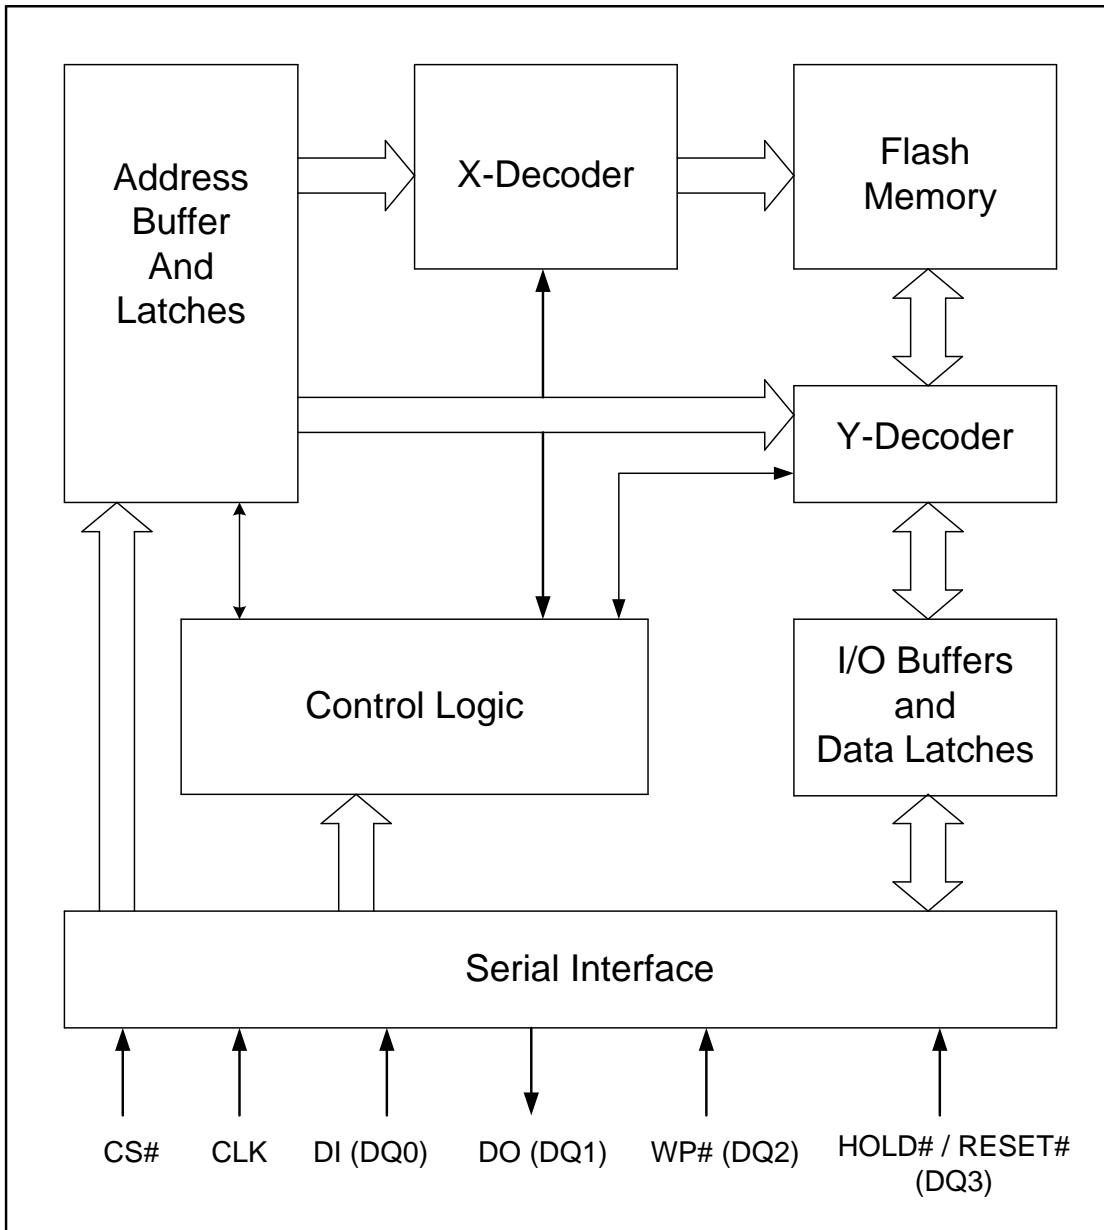 Address
Buffer
And
Latches
X-Decoder
Flash
Memory
Y-Decoder
Control Logic
I/O Buffers
and
Data Latches
Serial Interface
CS#
CLK
DI (DQ0)
DO (DQ1)
WP# (DQ2)
HOLD# / RESET#
(DQ3)